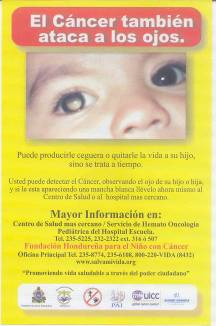 El Cáncer también
ataca a los ojos.
Puede producirle ceguera o quitarle la vida a su hijo,
sino se trata a tiempo.
Usted puede detectar el Cáncer, observando el ojo de su hijo o hija,
y si la esta apareciendo una mancha blanca llévelo ahora mismo al
Centro de Salud o al hospital mas cercano.
Mayor Información en:
Centro de Salud mas cercano / Servicio de Hemato Oncología
Pediátrica del Hospital Escuela.
Tel. 235-5225, 232-2322 ext. 316 ó 507
Fundación Hondureña para el Niño con Cáncer
Oficina Principal Tel. 235-8774, 235-6108, 800-220-VIDA (8432)
www.salvamivida.org
"Promoviendo vida saludable a través del poder ciudadano"
PAI
uicc